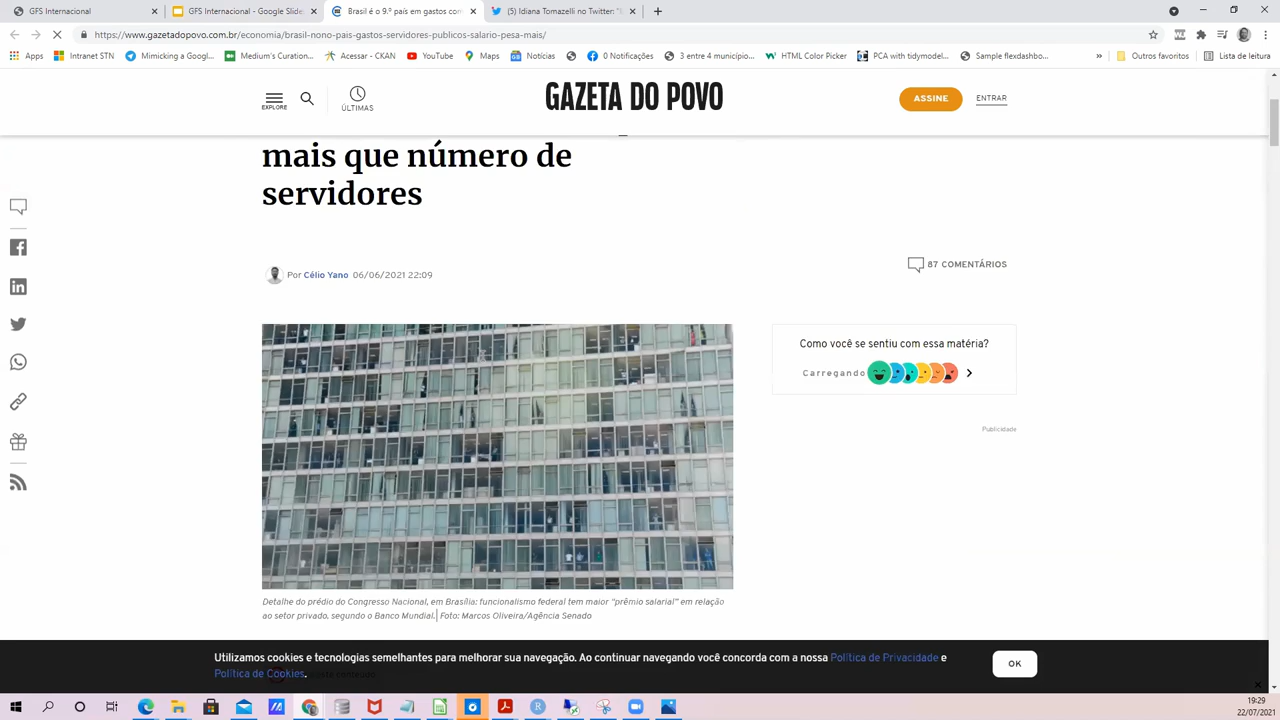 GFS Internacional
GFS Internacional - Google Slide
Brasil é o 9.º país em gastos com
(5) Idiana Tomazelli no Twitter: "L
https://www.gazetadopovo.com.br/economia/brasil-nono-pais-gastos-servidores-publicos-salario-pesa-mais/
Apps
Intranet STN
Mimicking a Googl...
Medium's Curation...
Acessar - CKAN
YouTube
Maps
Notícias
0 Notificações
3 entre 4 município...
HTML Color Picker
PCA with tidymodel...
Sample flexdashbo...
»
Outros favoritos
Lista de leitura
EXPLORE
ÚLTIMAS
GAZETA DO POVO
ASSINE
ENTRAR
mais que número de
servidores
Por Célio Yano 06/06/2021 22:09
87 COMENTÁRIOS
Como você se sentiu com essa matéria?
Carregando
Publicidade
Detalhe do prédio do Congresso Nacional, em Brasília: funcionalismo federal tem maior "prêmio salarial" em relação
ao setor privado, segundo o Banco Mundial.| Foto: Marcos Oliveira/Agência Senado
Utilizamos cookies e tecnologias semelhantes para melhorar sua navegação. Ao continuar navegando você concorda com a nossa Política de Privacidade e
Política de Cookies.
OK
19:29
22/07/2021